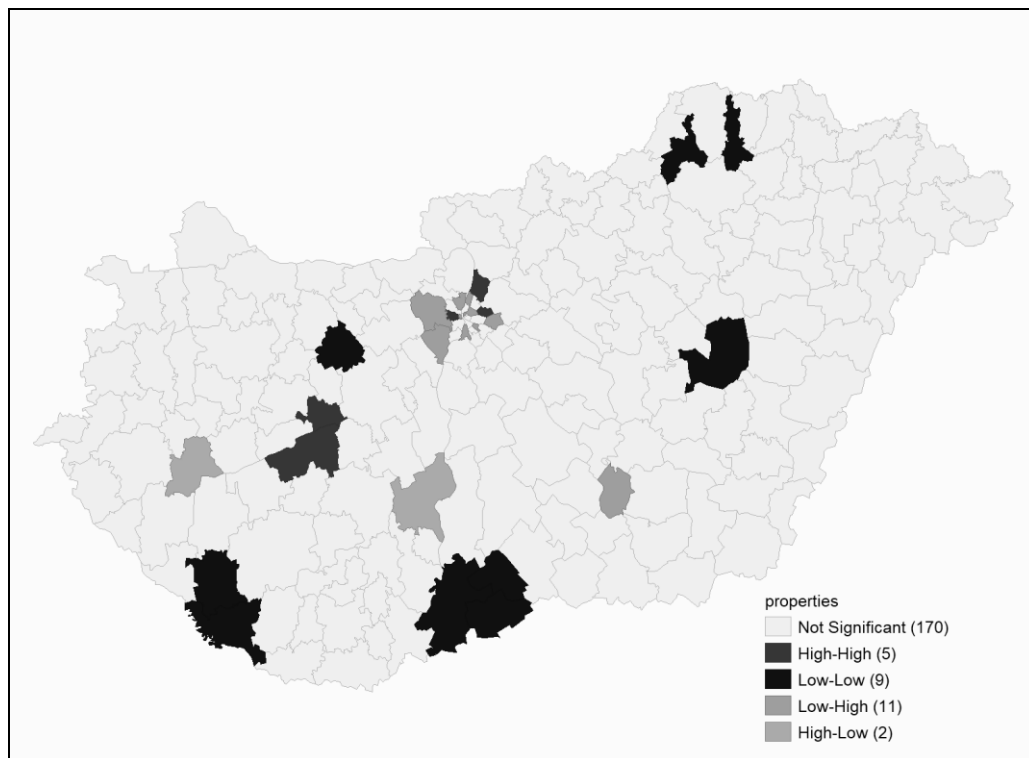 properties
Not Significant (170)
High-High (5)
Low-Low (9)
Low-High (11)
High-Low (2)